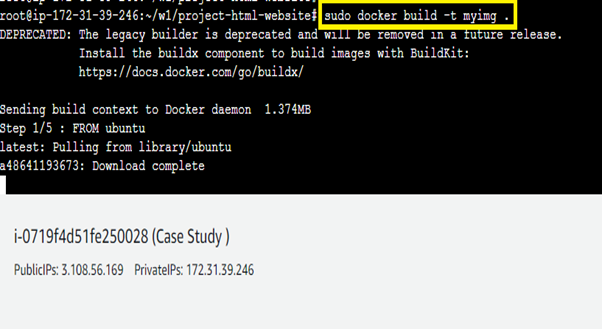 root@ip-172-31-39-246:~/w1/project-html-website# sudo docker build -t myimg .
DEPRECATED: The legacy builder is deprecated and will be removed in a future release.
Install the buildx component to build images with BuildKit:
https://docs.docker.com/go/buildx/
Sending build context to Docker daemon 1.374MB
Step 1/5 : FROM ubuntu
latest: Pulling from library/ubuntu
a48641193673: Download complete
i-0719f4d51fe250028 (Case Study )
PublicIPs: 3.108.56.169 PrivateIPs: 172.31.39.246